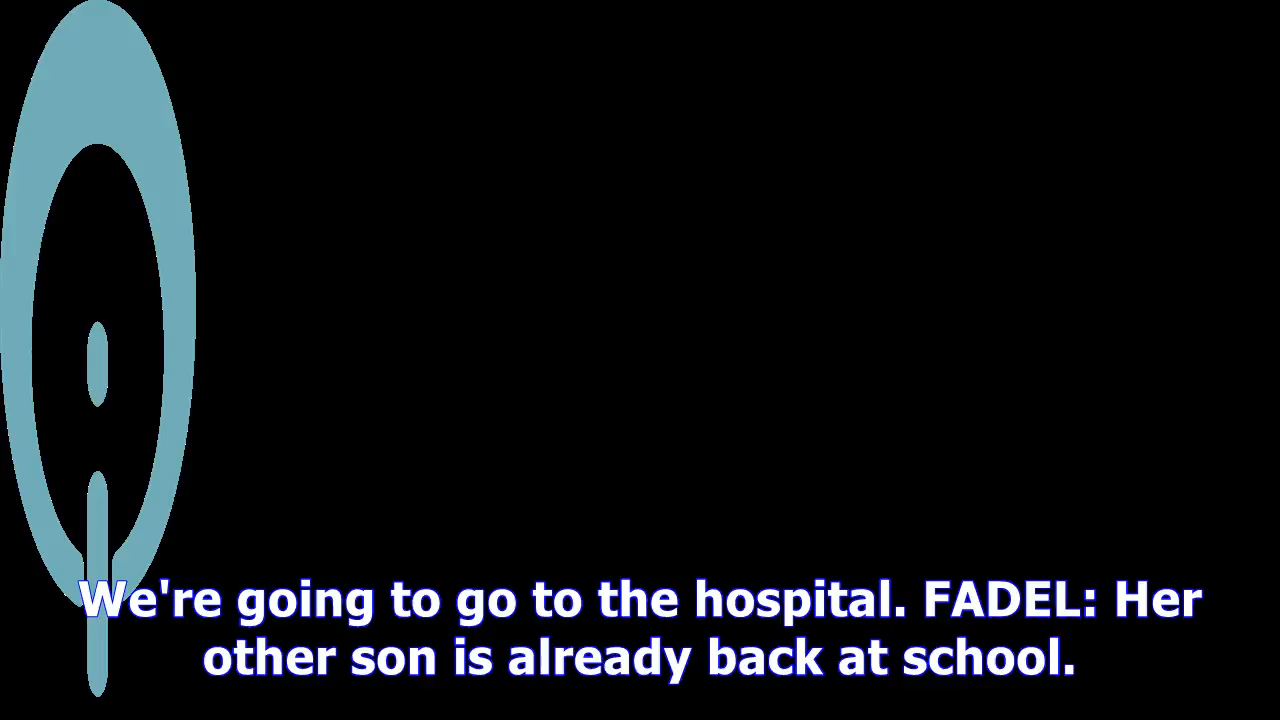 We're going to go to the hospital. FADEL: Her
other son is already back at school.